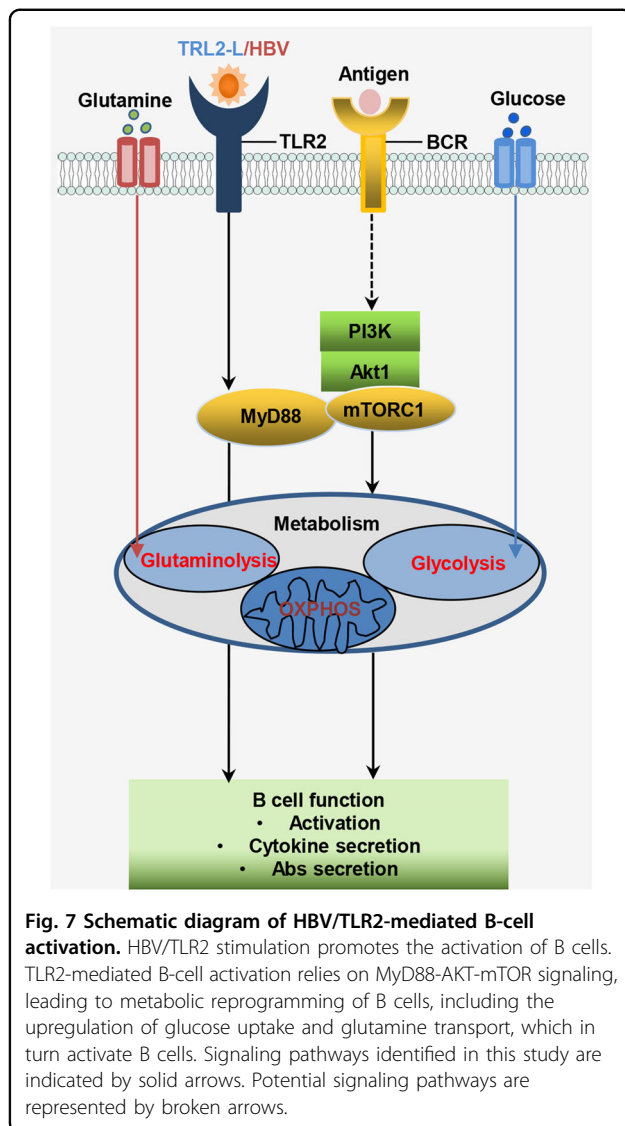 TRL2-L/HBV
Antigen
Glutamine
Glucose
TLR2
BCR
PI3K
Akt1
MyD88
mTORC1
Metabolism
Glutaminolysis
Glycolysis
OXPHOS
B cell function
• Activation
• Cytokine secretion
• Abs secretion
Fig. 7 Schematic diagram of HBV/TLR2-mediated B-cell
activation. HBV/TLR2 stimulation promotes the activation of B cells.
TLR2-mediated B-cell activation relies on MyD88-AKT-mTOR signaling,
leading to metabolic reprogramming of B cells, including the
upregulation of glucose uptake and glutamine transport, which in
turn activate B cells. Signaling pathways identified in this study are
indicated by solid arrows. Potential signaling pathways are
represented by broken arrows.